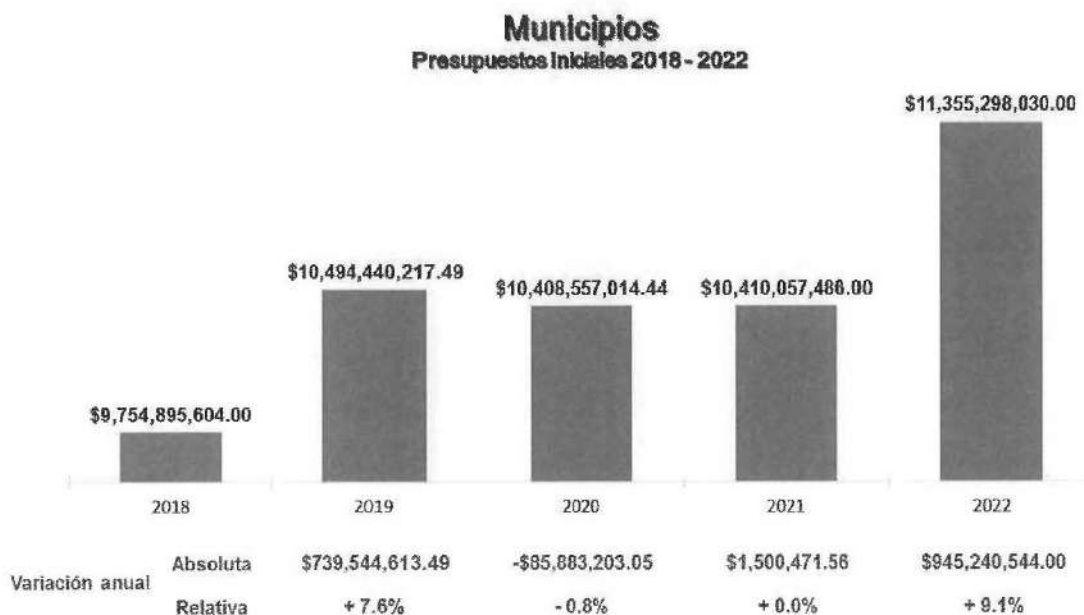 Municipios
Presupuestos Iniciales 2018 - 2022
$11,355,298,030.00
$10,494,440,217.49
$10,408,557,014.44
$10,410,057,486.00
$9,754,895,604.00
2018 2019 2020 2021 2022
Variación anual
Absoluta $739,544,613.49 -$85,883,203.05 $1,500,471.56 $945,240,544.00
Relativa + 7.6% - 0.8% + 0.0% + 9.1%